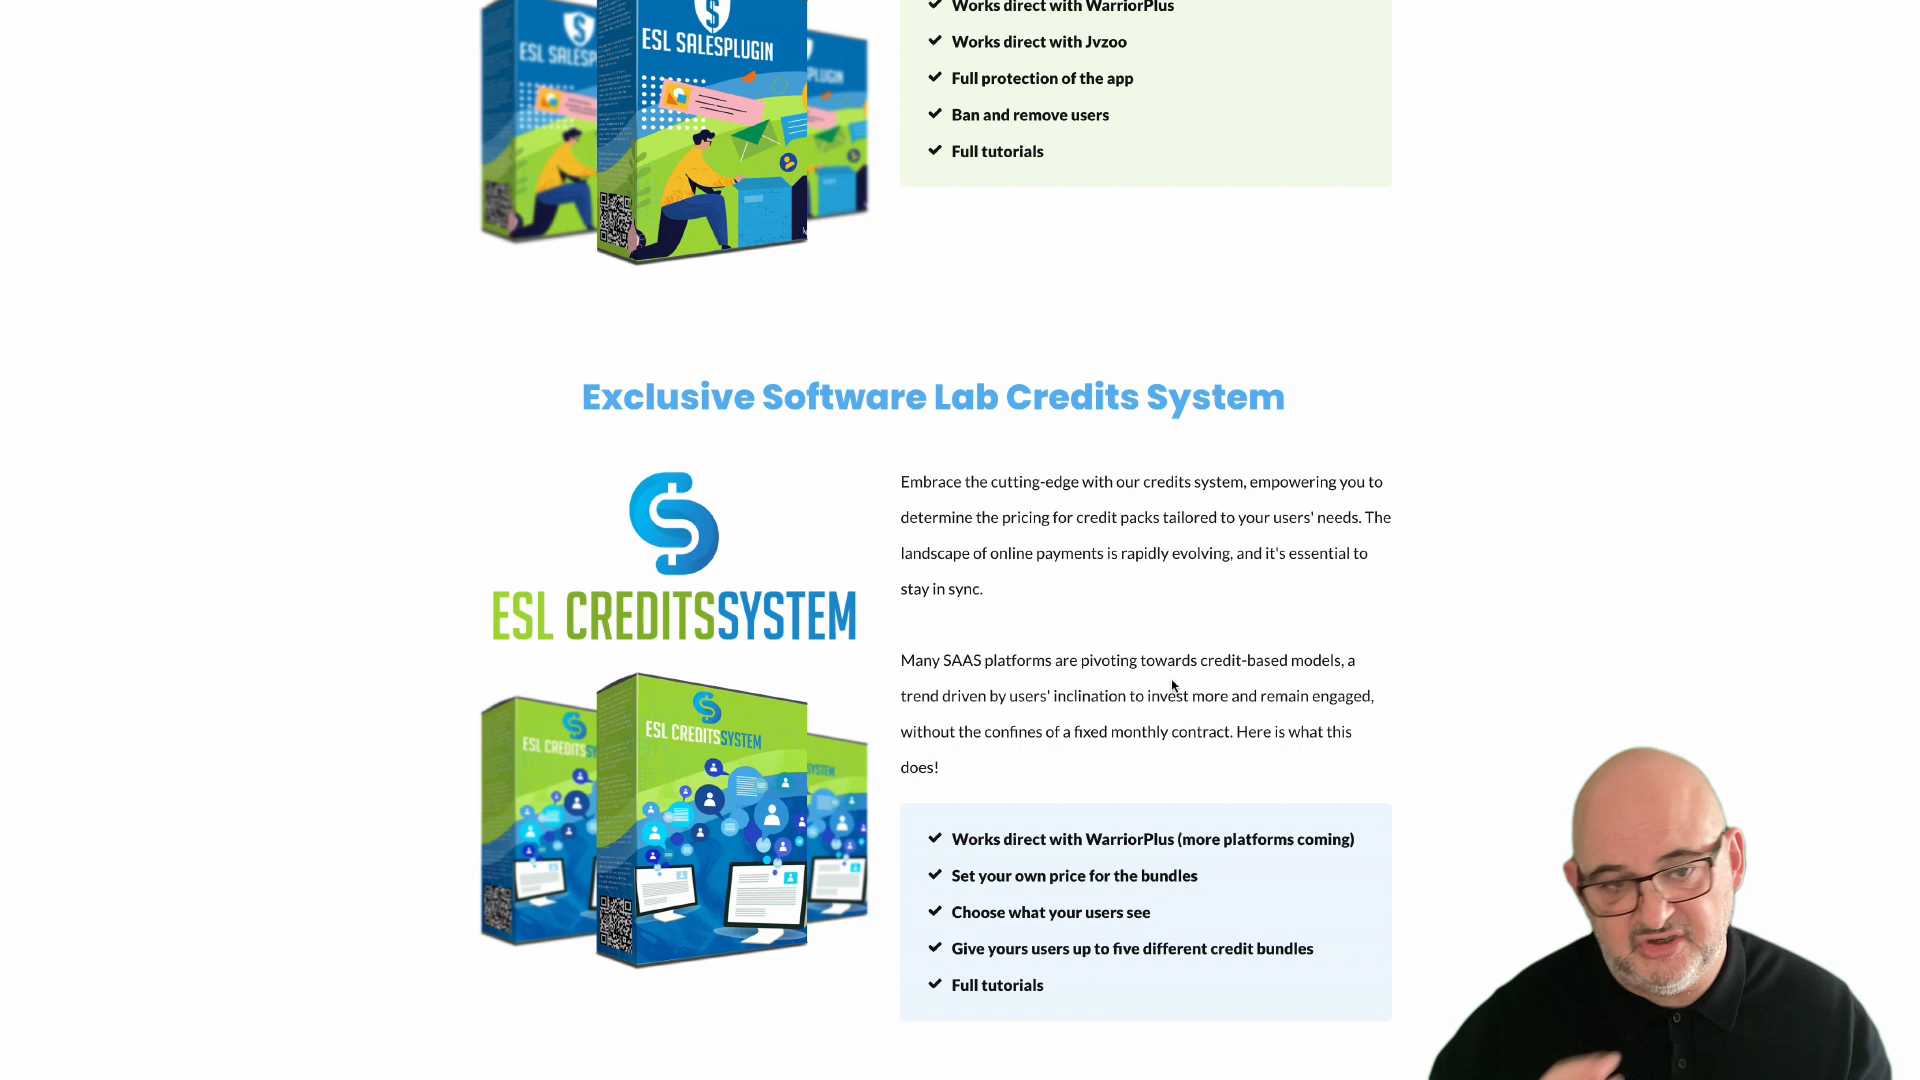 ESL SALESP
ESL SALESPLUGIN
PLUGIN
Works direct with WarriorPlus
Works direct with Jvzoo
Full protection of the app
Ban and remove users
Full tutorials
Exclusive Software Lab Credits System
ESL CREDITSSYSTEM
Embrace the cutting-edge with our credits system, empowering you to
determine the pricing for credit packs tailored to your users' needs. The
landscape of online payments is rapidly evolving, and it's essential to
stay in sync.
Many SAAS platforms are pivoting towards credit-based models, a
trend driven by users' inclination to invest more and remain engaged,
without the confines of a fixed monthly contract. Here is what this
does!
ESL CREDITSS
ESL CREDITSSYSTEM
SYSTEM
Works direct with WarriorPlus (more platforms coming)
Set your own price for the bundles
Choose what your users see
Give yours users up to five different credit bundles
Full tutorials